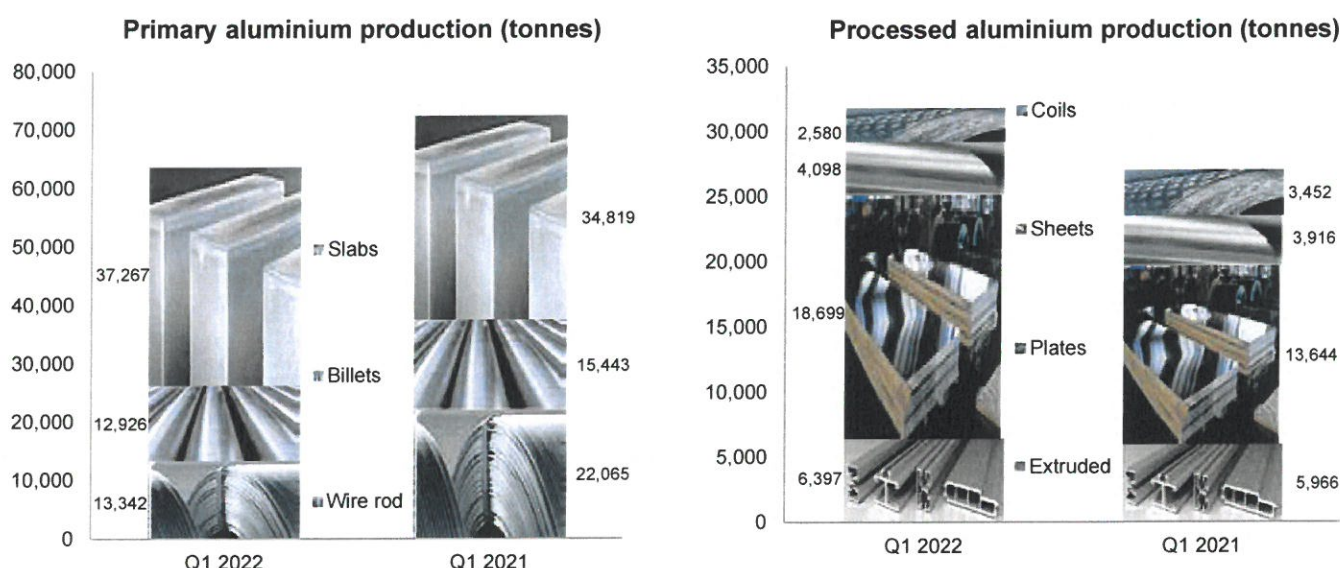 Primary aluminium production (tonnes)
80,000
70,000
60,000
50,000
40,000
30,000
20,000
10,000
0
37,267
12,926
13,342
Slabs
Billets
Wire rod
34,819
15,443
22,065
Q1 2022
Q1 2021
Processed aluminium production (tonnes)
35,000
30,000
25,000
20,000
15,000
10,000
5,000
0
2,580
4,098
18,699
6,397
Coils
Sheets
Plates
Extruded
3,452
3,916
13,644
5,966
Q1 2022
Q1 2021